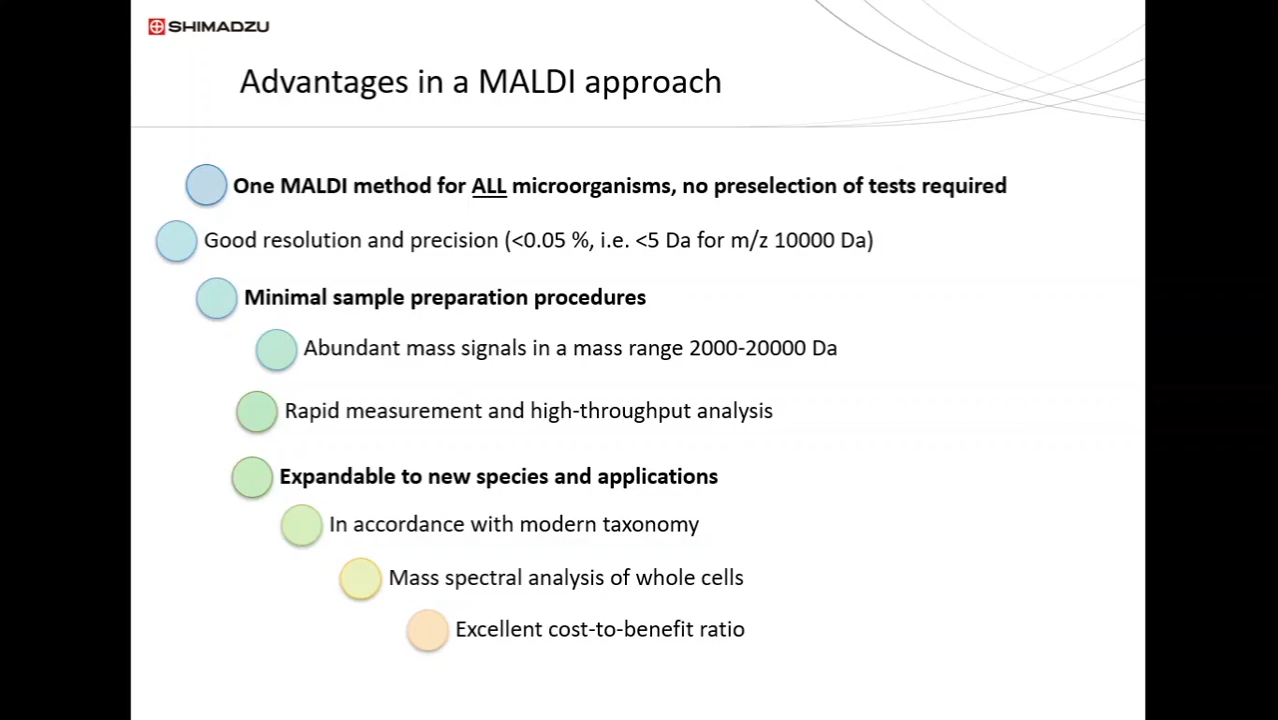 SHIMADZU
Advantages in a MALDI approach
One MALDI method for ALL microorganisms, no preselection of tests required
Good resolution and precision (<0.05 %, i.e. <5 Da for m/z 10000 Da)
Minimal sample preparation procedures
Abundant mass signals in a mass range 2000-20000 Da
Rapid measurement and high-throughput analysis
Expandable to new species and applications
In accordance with modern taxonomy
Mass spectral analysis of whole cells
Excellent cost-to-benefit ratio